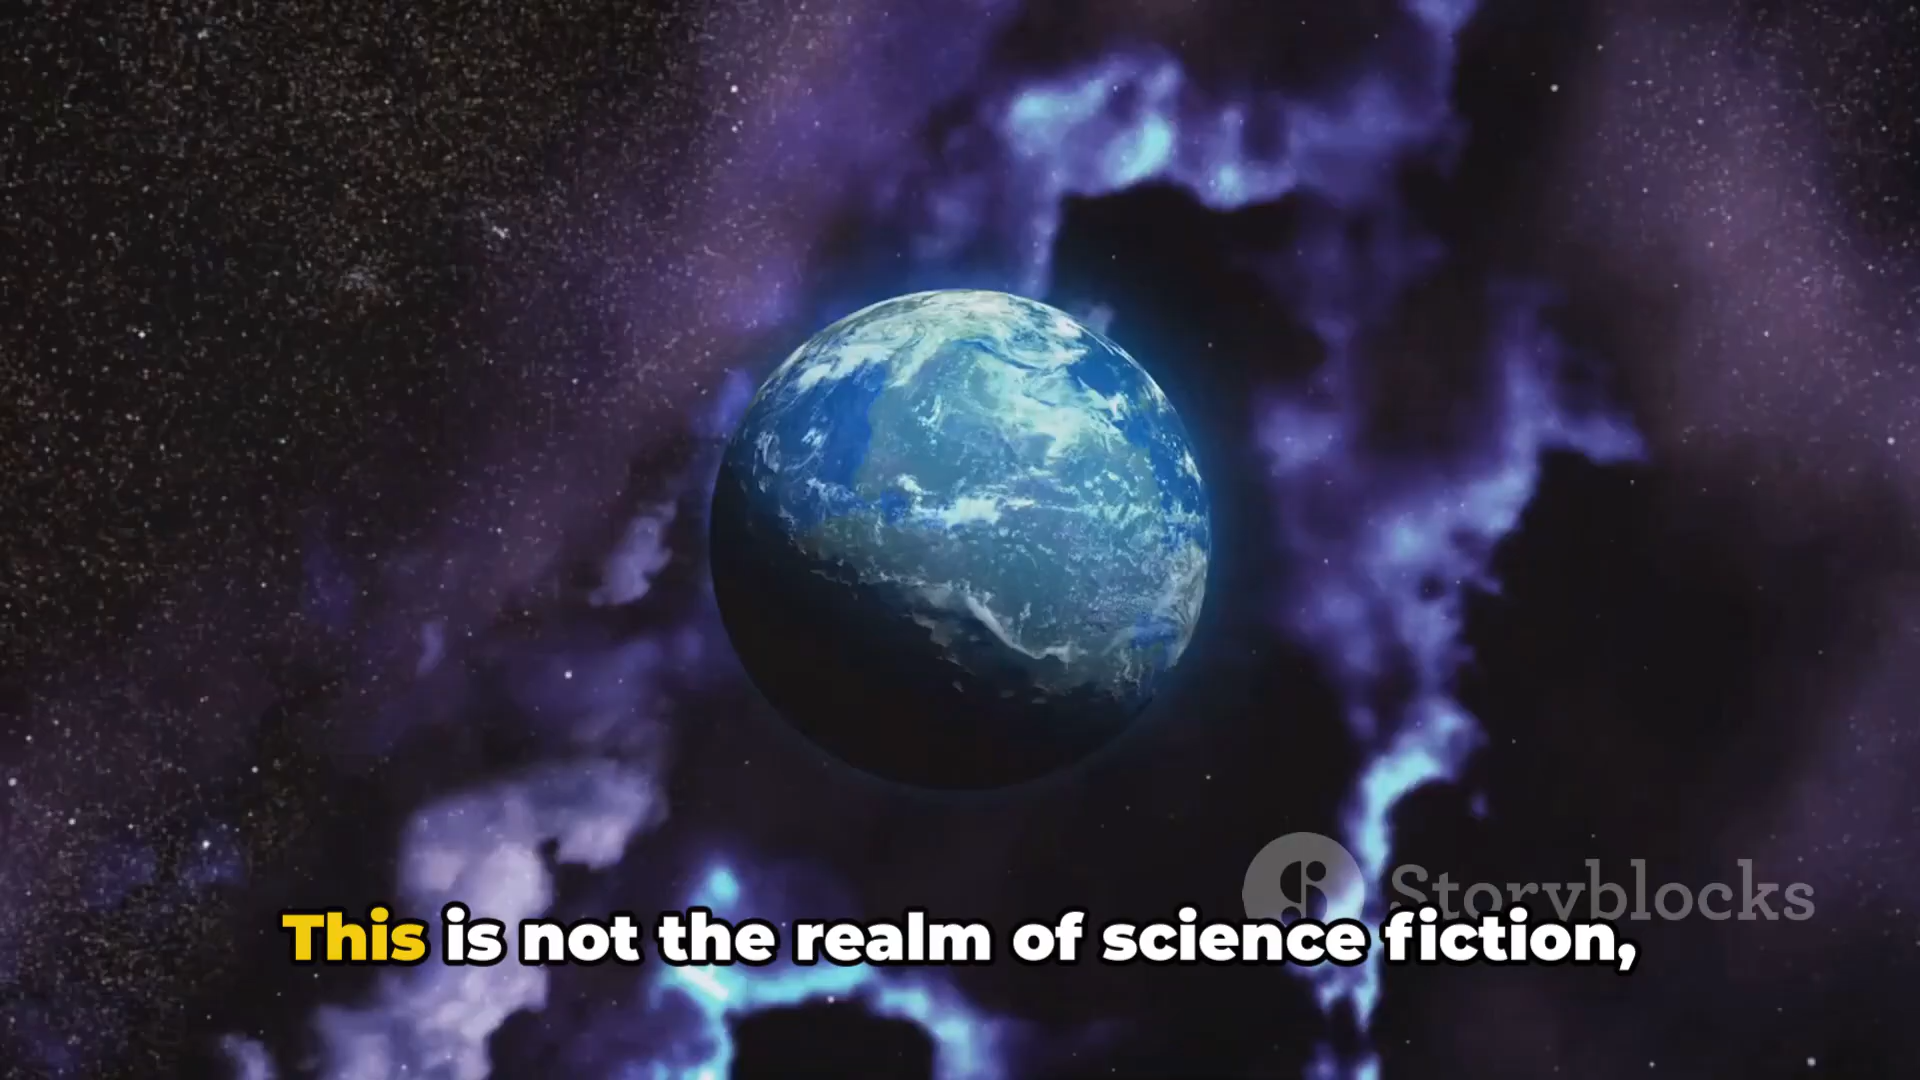 Storyblocks
This is not the realm of science fiction,